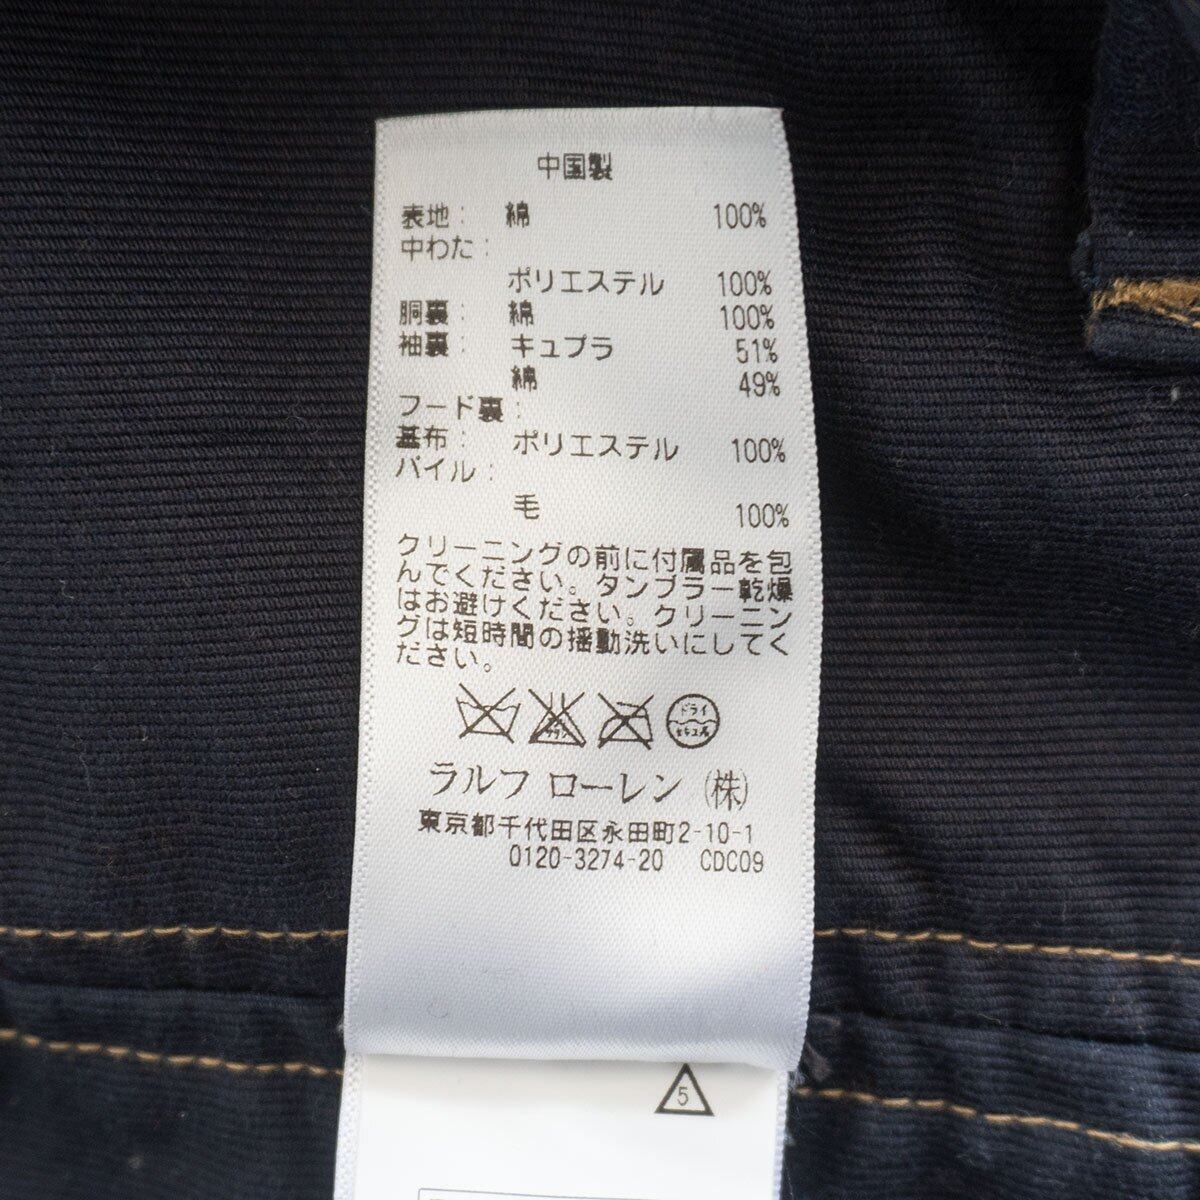 中国製
表地: 綿 100%
中わた:
ポリエステル 100%
胴裏: 綿 100%
袖裏: キュプラ 51%
綿 49%
フード裏:
基布: ポリエステル 100%
パイル:
毛 100%
クリーニングの前に付属品を包
んでください。タンブラー乾燥
はお避けください。クリーニン
グは短時間の揺動洗いにしてく
ださい。
ドライ
セキユ系
ラルフ ローレン (株)
東京都千代田区永田町2-10-1
0120-3274-20 CDC09
5